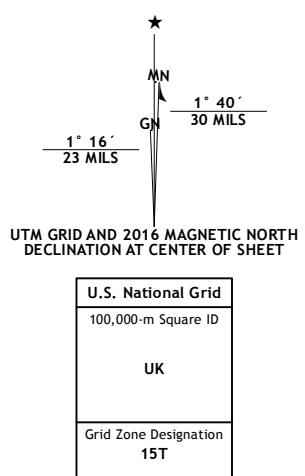 ★
MN
1° 40´
30 MILS
GN
1° 16´
23 MILS
UTM GRID AND 2016 MAGNETIC NORTH
DECLINATION AT CENTER OF SHEET
U.S. National Grid
100,000-m Square ID
UK
Grid Zone Designation
15T